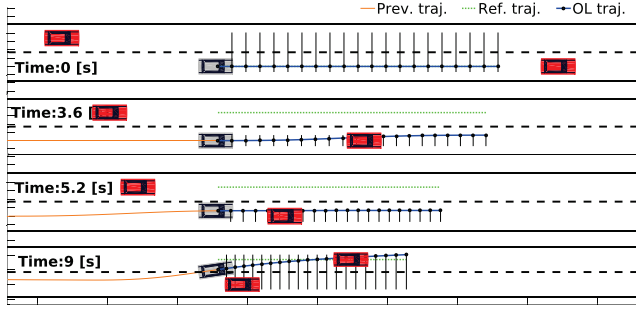 Prev. traj. Ref. traj. OL traj.
Time:0 [s]
Time:3.6
Time:5.2 [s]
Time:9 [s]